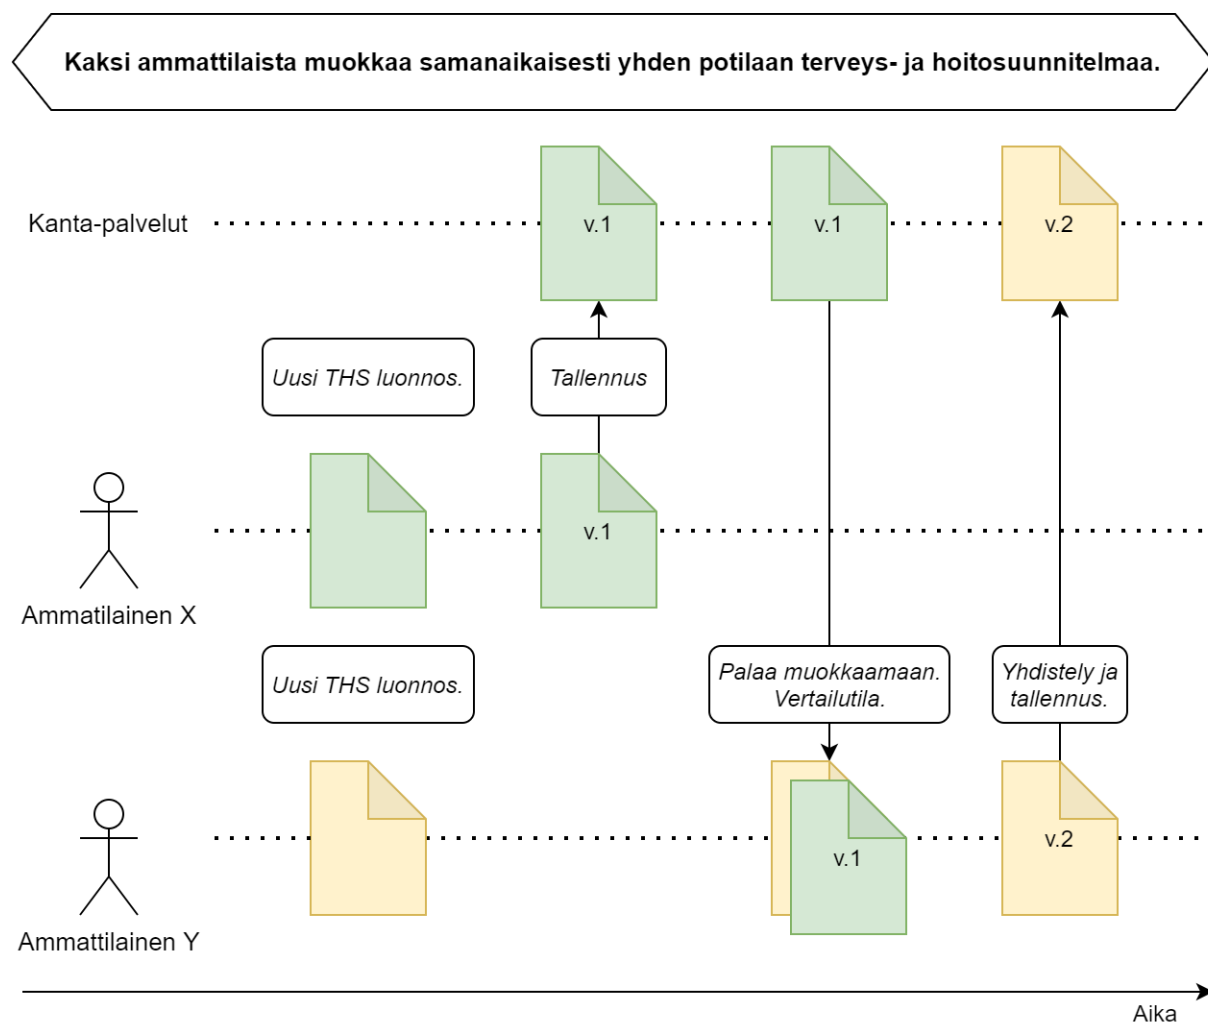 Kaksi ammattilaista muokkaa samanaikaisesti yhden potilaan terveys- ja hoitosuunnitelmaa.
Kanta-palvelut
v.1
v.1
v.2
Uusi THS luonnos.
Tallennus
v.1
Ammatilainen X
Uusi THS luonnos.
Palaa muokkaamaan.
Vertailutila.
Yhdistely ja
tallennus.
v.1
v.2
Ammattilainen Y
Aika